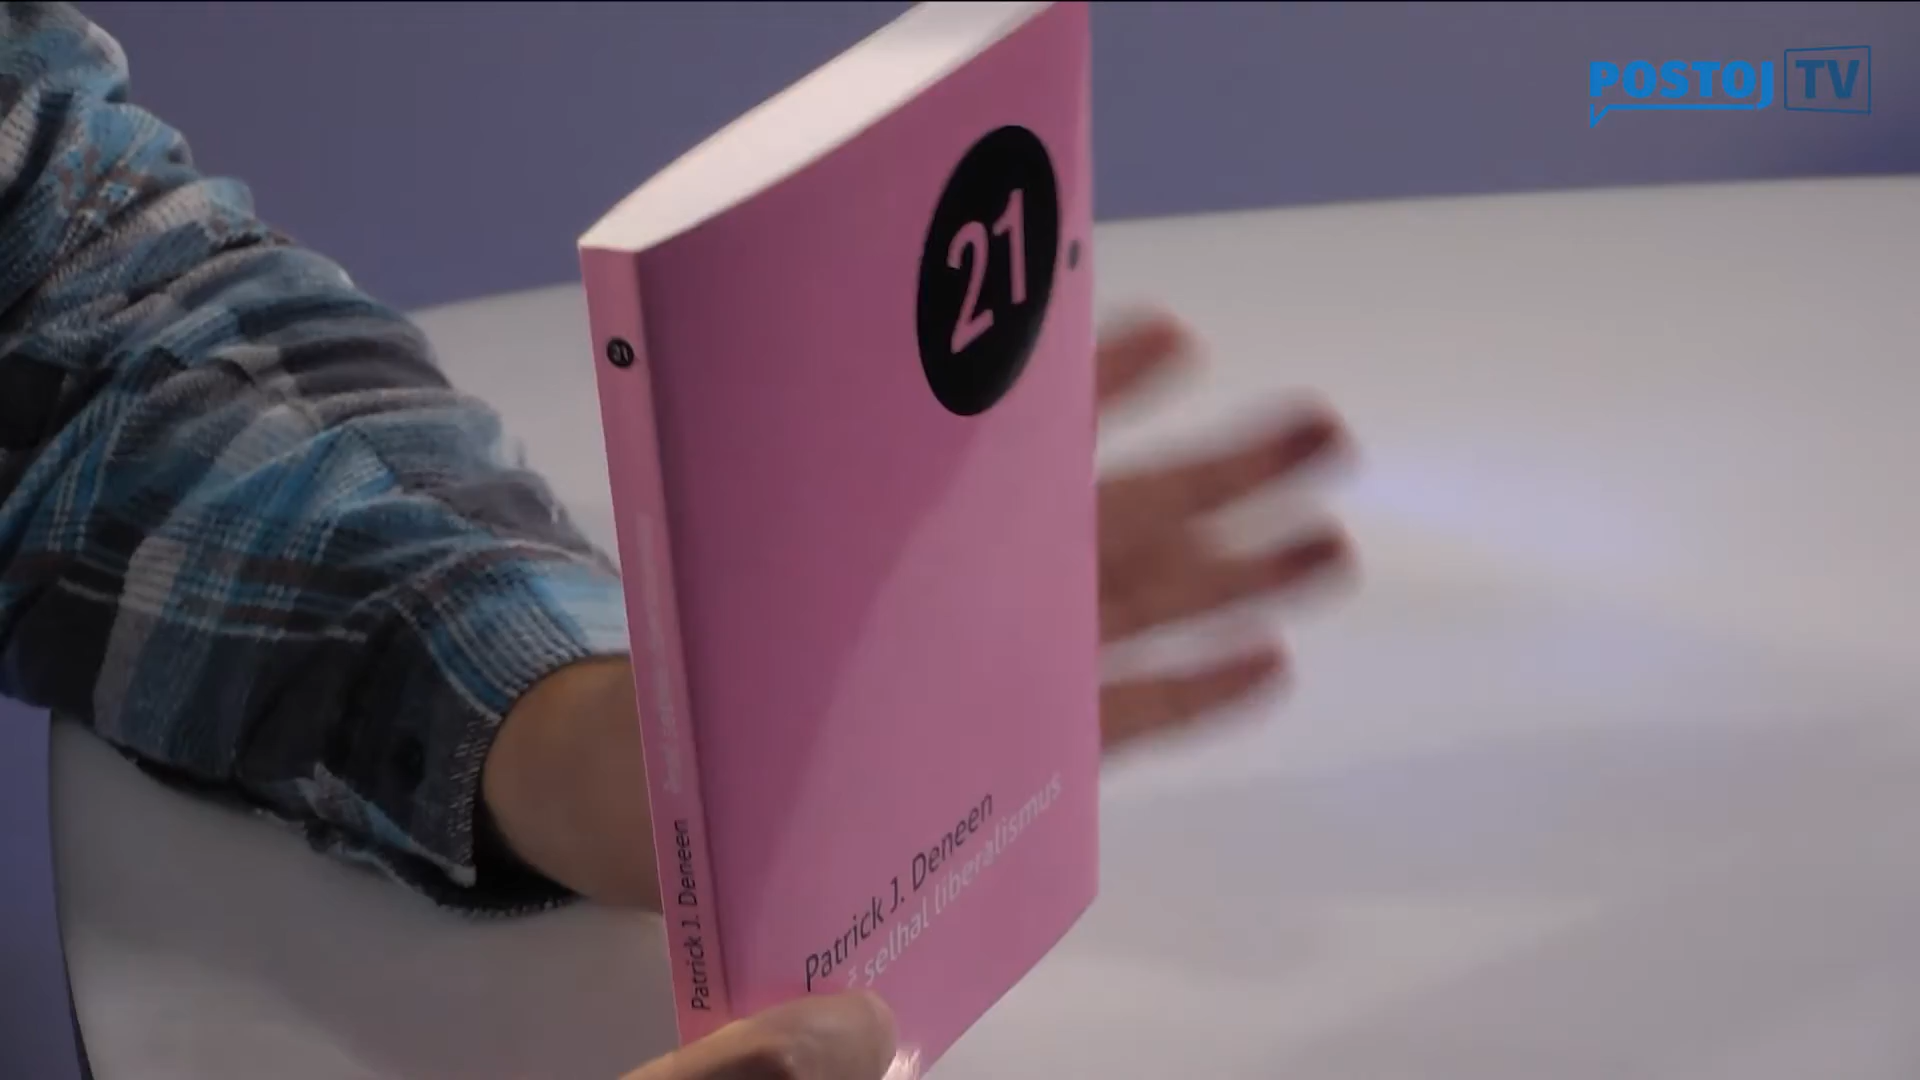 POSTOJ TV
21
21
Patrick J. Deneen
selhal liberalismus
Patrick J. Deneen